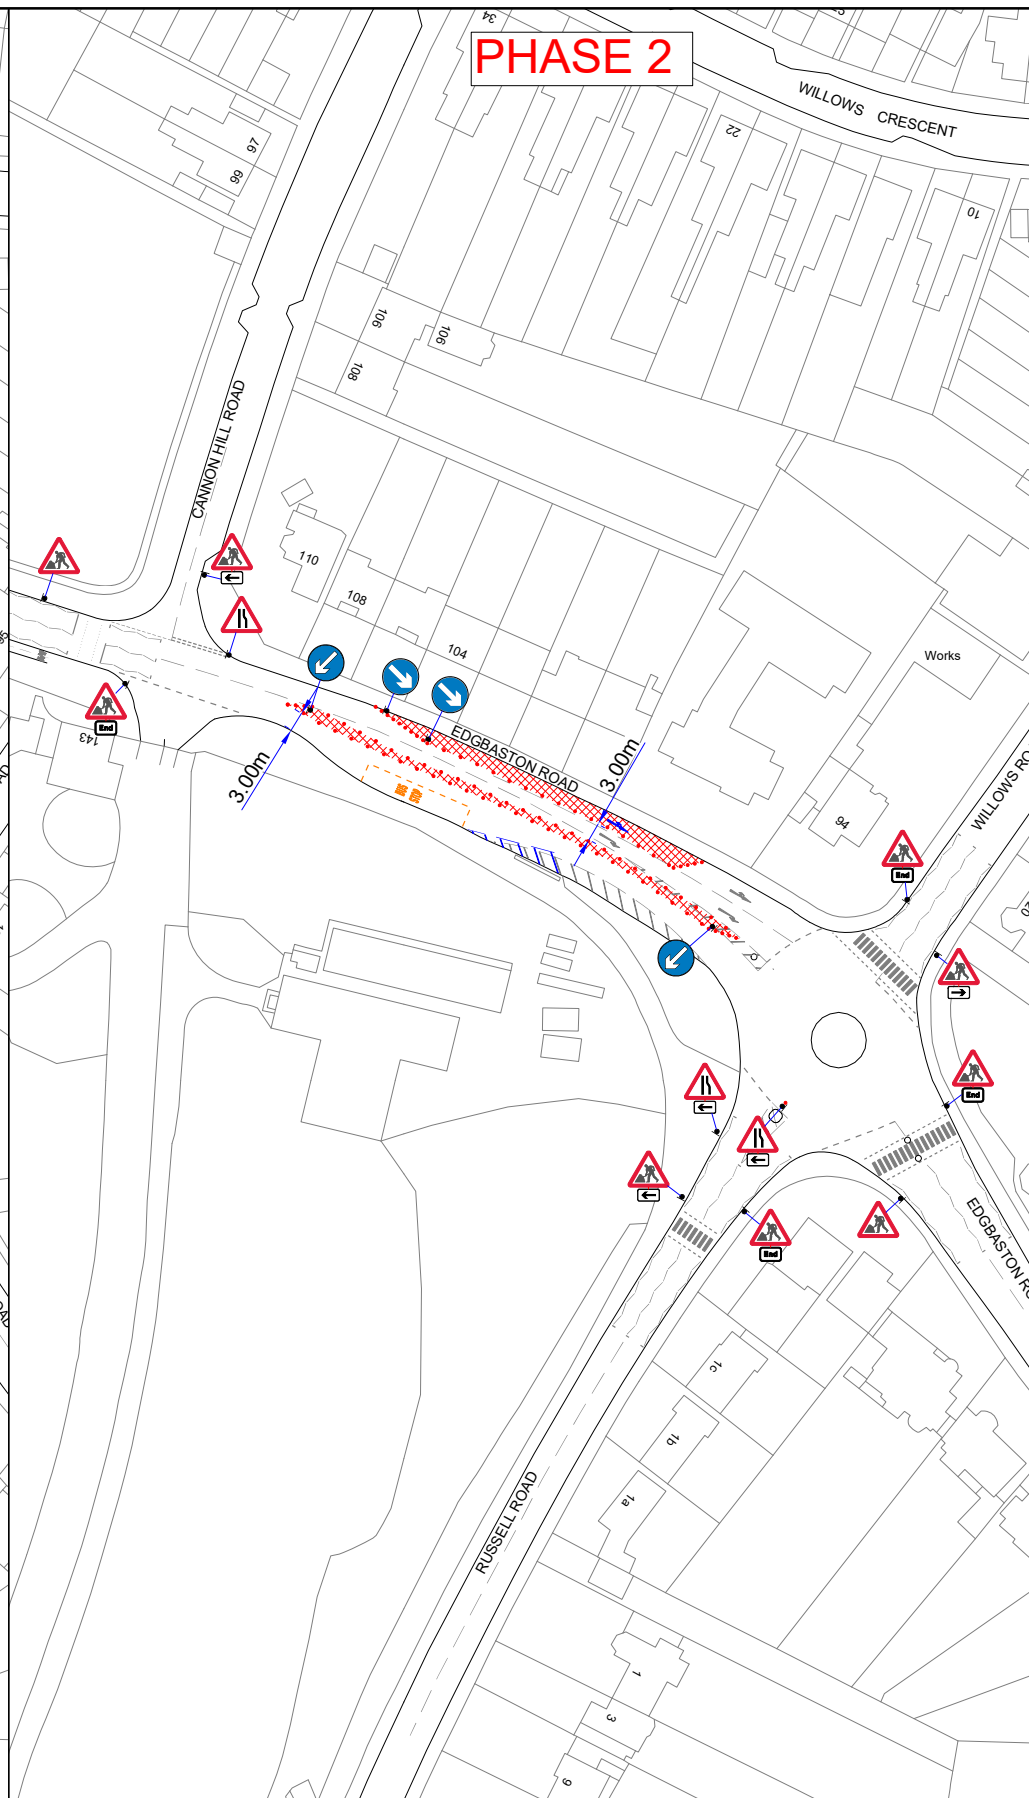 PHASE 2
34
WILLOWS CRESCENT
22
10
97
99
106
106
108
CANNON HILL ROAD
110
108
104
Works
EDGBASTON ROAD
3.00m
3.00m
End
143
94
WILLOWS RO
End
End
End
EDGBASTON RO
1c
1b
1a
RUSSELL ROAD
1
3